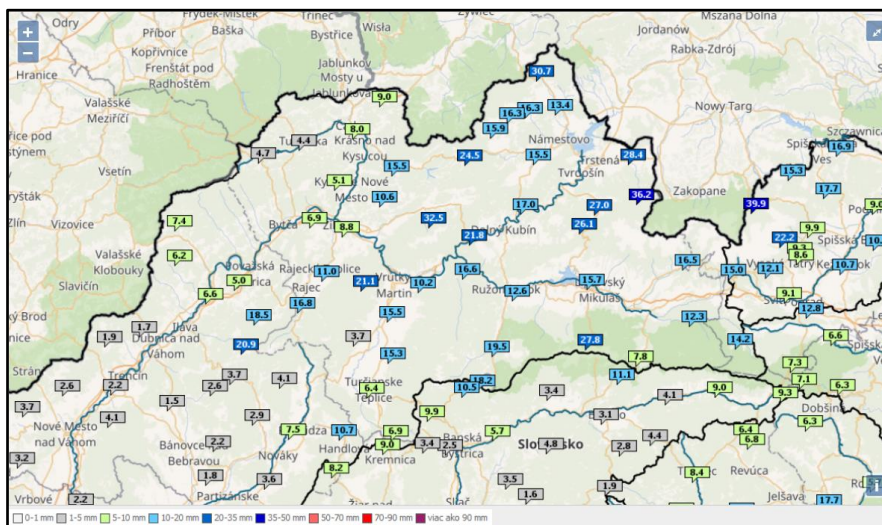 Odry
Příbor
Frýdek-Místek
Baška
Třinec
Bystřice
Wisła
Żywiec
Mszana Dolna
Jordanów
Rabka-Zdrój
Kopřivnice
Frenštát pod
Radhoštěm
Hranice
Jablunkov
Mosty u
Jablunkova
30.7
9.0
Valašské
Meziříčí
16.3
16.3
13.4
Nowy Targ
8.0
15.9
4.4
Krásno nad
Kysucou
Námestovo
Szczawnica
16.9
Ves
4.7
15.5
24.5
15.5
Trstená
28.4
Vsetín
Tvrdošín
15.3
5.1
Nové
Mesto
10.6
36.2
Zakopane
17.7
39.9
Zlín
Vizovice
7.4
6.9
Bytča
8.8
32.5
17.0
27.0
26.1
9.0
9.9
21.8
Dolný Kubín
22.2
9.3
8.6
Spišská
Valašské
Klobouky
6.2
16.5
Slavičín
5.0
11.0
Rajec
21.1
Vrútky
Martin
10.2
16.6
15.7
15.0
12.1
10.7
6.6
16.8
12.6
Mikuláš
9.1
18.5
15.5
12.3
12.8
1.9
1.7
Ilava
Dubnica nad
Váhom
20.9
3.7
27.8
14.2
6.6
15.3
19.5
7.8
7.3
2.6
Trenčín
2.2
2.6
3.7
4.1
Turčianske
Teplice
6.4
18.2
10.5
11.1
7.1
6.3
3.4
9.0
9.3
Dobšiná
3.7
1.5
4.1
9.9
3.1
6.3
4.1
Nové Mesto
nad Váhom
2.9
7.5
10.7
Handlová
6.9
9.0
Kremnica
3.4
2.5
Banská
Bystrica
5.7
4.8
4.4
2.8
6.4
6.8
Revúca
2.2
Bánovce
nad
Bebravou
Nováky
3.2
1.8
3.6
8.2
3.5
1.6
1.9
8.4
Vrbové
2.2
Partizánske
Žiar nad
Sliač
Jelšava
17.7
0-1 mm 1-5 mm 5-10 mm 10-20 mm 20-35 mm 35-50 mm 50-70 mm 70-90 mm viac ako 90 mm